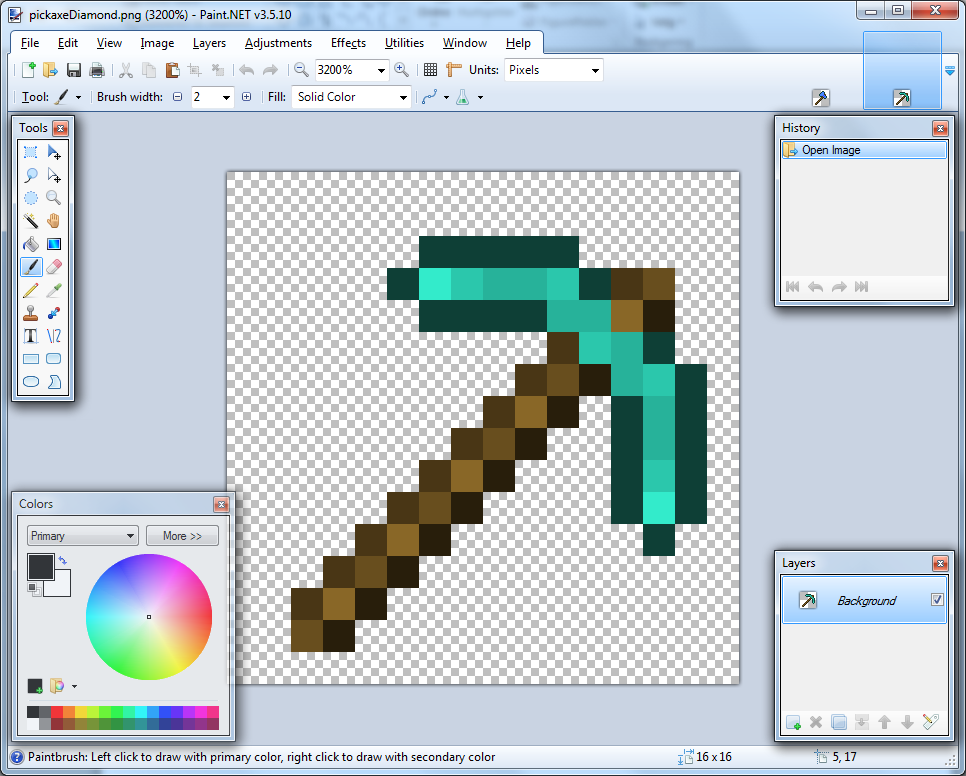 pickaxeDiamond.png (3200%) - Paint.NET v3.5.10
File Edit View Image Layers Adjustments Effects Utilities Window Help
3200% Units: Pixels
Tool: Brush width: 2 Fill: Solid Color
Tools
History
Open Image
Colors
Primary More >>
Layers
Background
Paintbrush: Left click to draw with primary color, right click to draw with secondary color 16 x 16 5, 17